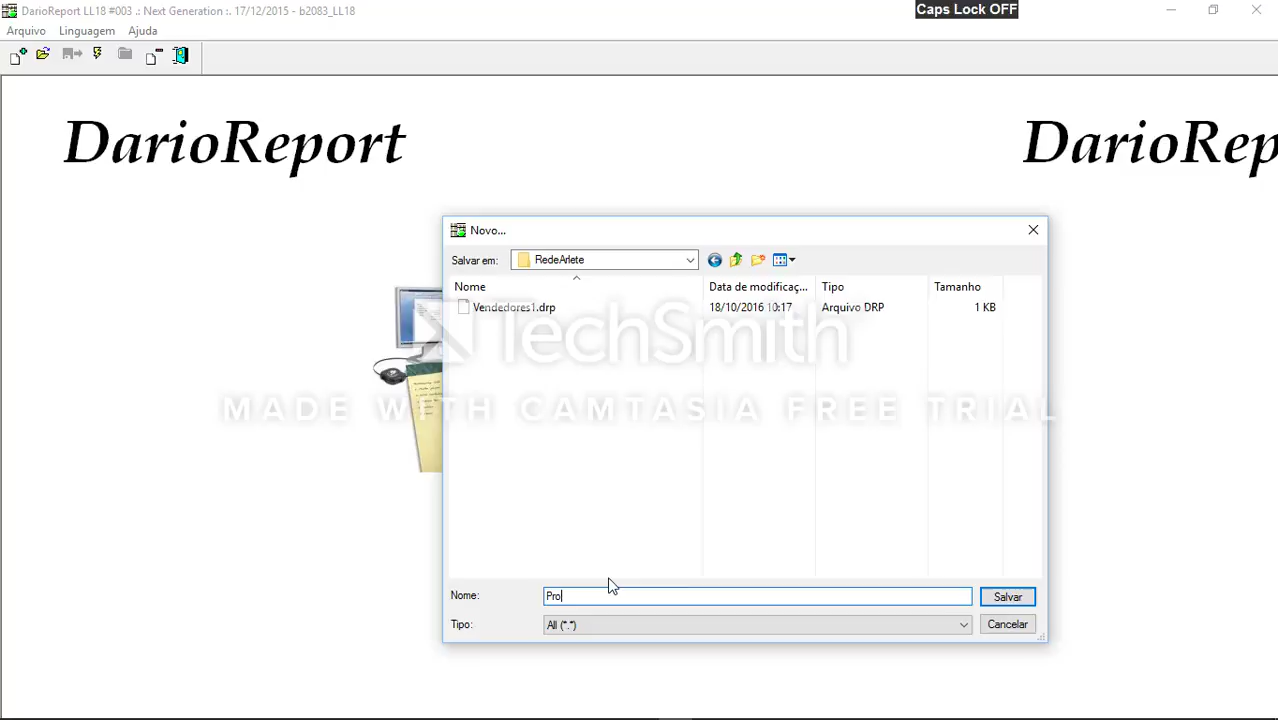 DarioReport LL18 #003 .: Next Generation :. 17/12/2015 - b2083_LL18
Caps Lock OFF
Arquivo Linguagem Ajuda
DarioReport
DarioRep
Novo...
Salvar em: RedeArlete
Nome Data de modificaç... Tipo Tamanho
Vendedores1.drp 18/10/2016 10:17 Arquivo DRP 1 KB
TechSmith
MADE WITH CAMTASIA FREE TRIAL
Nome: Pro Salvar
Tipo: All (*.*) Cancelar